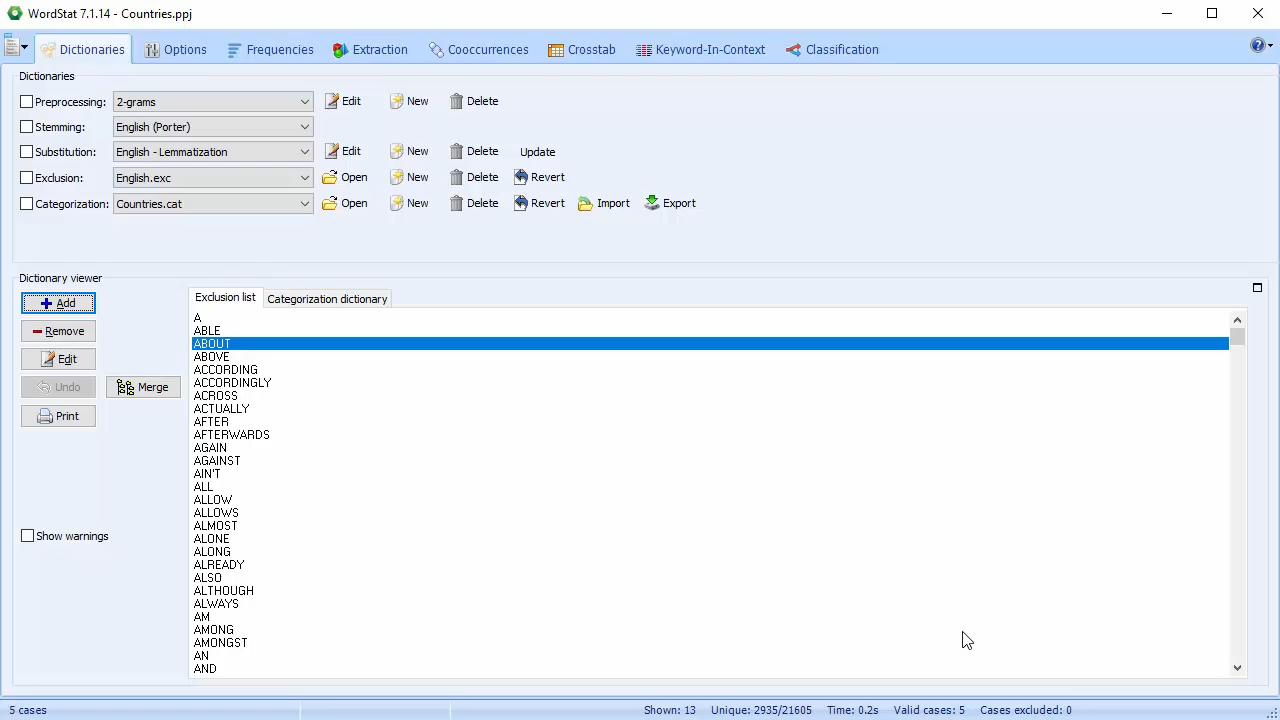 WordStat 7.1.14 - Countries.ppj
Dictionaries Options Frequencies Extraction Cooccurrences Crosstab Keyword-In-Context Classification
Dictionaries
Preprocessing: 2-grams Edit New Delete
Stemming: English (Porter)
Substitution: English - Lemmatization Edit New Delete Update
Exclusion: English.exc Open New Delete Revert
Categorization: Countries.cat Open New Delete Revert Import Export
Dictionary viewer
Add
Remove
Edit
Undo Merge
Print
Show warnings
Exclusion list Categorization dictionary
A
ABLE
ABOUT
ABOVE
ACCORDING
ACCORDINGLY
ACROSS
ACTUALLY
AFTER
AFTERWARDS
AGAIN
AGAINST
AIN'T
ALL
ALLOW
ALLOWS
ALMOST
ALONE
ALONG
ALREADY
ALSO
ALTHOUGH
ALWAYS
AM
AMONG
AMONGST
AN
AND
5 cases Shown: 13 Unique: 2935/21605 Time: 0.2s Valid cases: 5 Cases excluded: 0